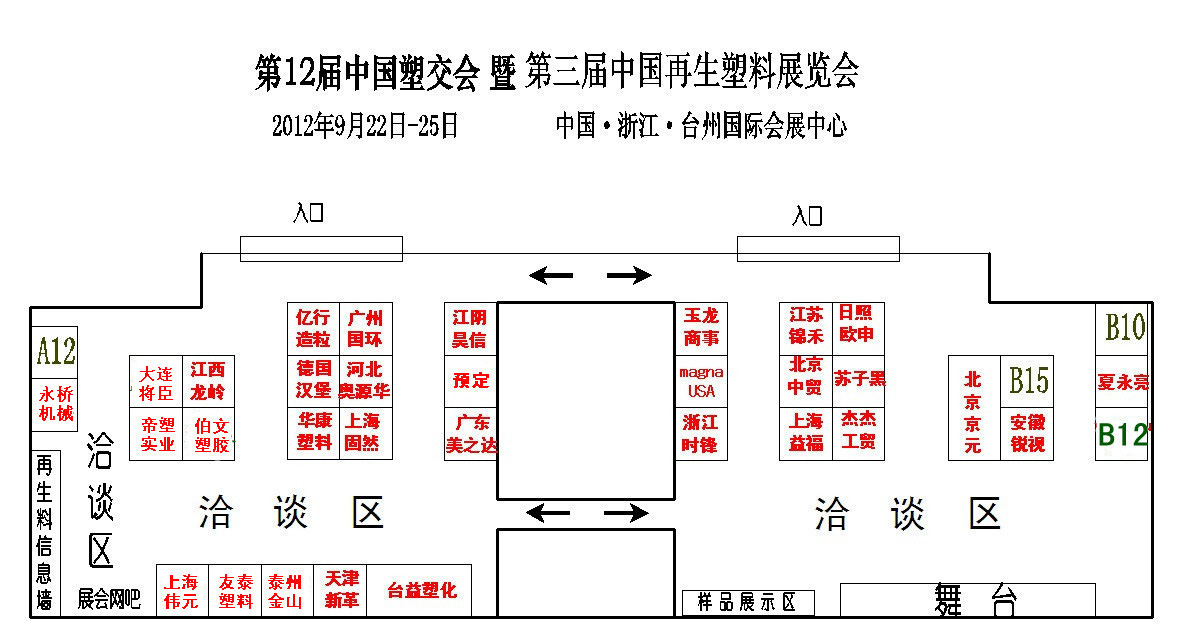 第12届中国塑交会 暨 第三届中国再生塑料展览会
2012年9月22日-25日 中国·浙江·台州国际会展中心
入口
入口
A12
永桥
机械
大连
将臣
江西
龙岭
帝塑
实业
伯文
塑胶
亿行
造粒
广州
国环
德国
汉堡
河北
奥源华
华康
塑料
上海
固然
江阴
昊信
预定
广东
美之达
玉龙
商事
magna
USA
浙江
时锋
江苏
锦禾
日照
欧申
北京
中贸
苏子黑
上海
益福
杰杰
工贸
北京京元
B15
安徽
锐视
B10
夏永亮
B12
洽谈区
再生料信息墙
洽谈区
洽谈区
展会网吧
上海
伟元
友泰
塑料
泰州
金山
天津
新革
台益塑化
样品展示区
舞台